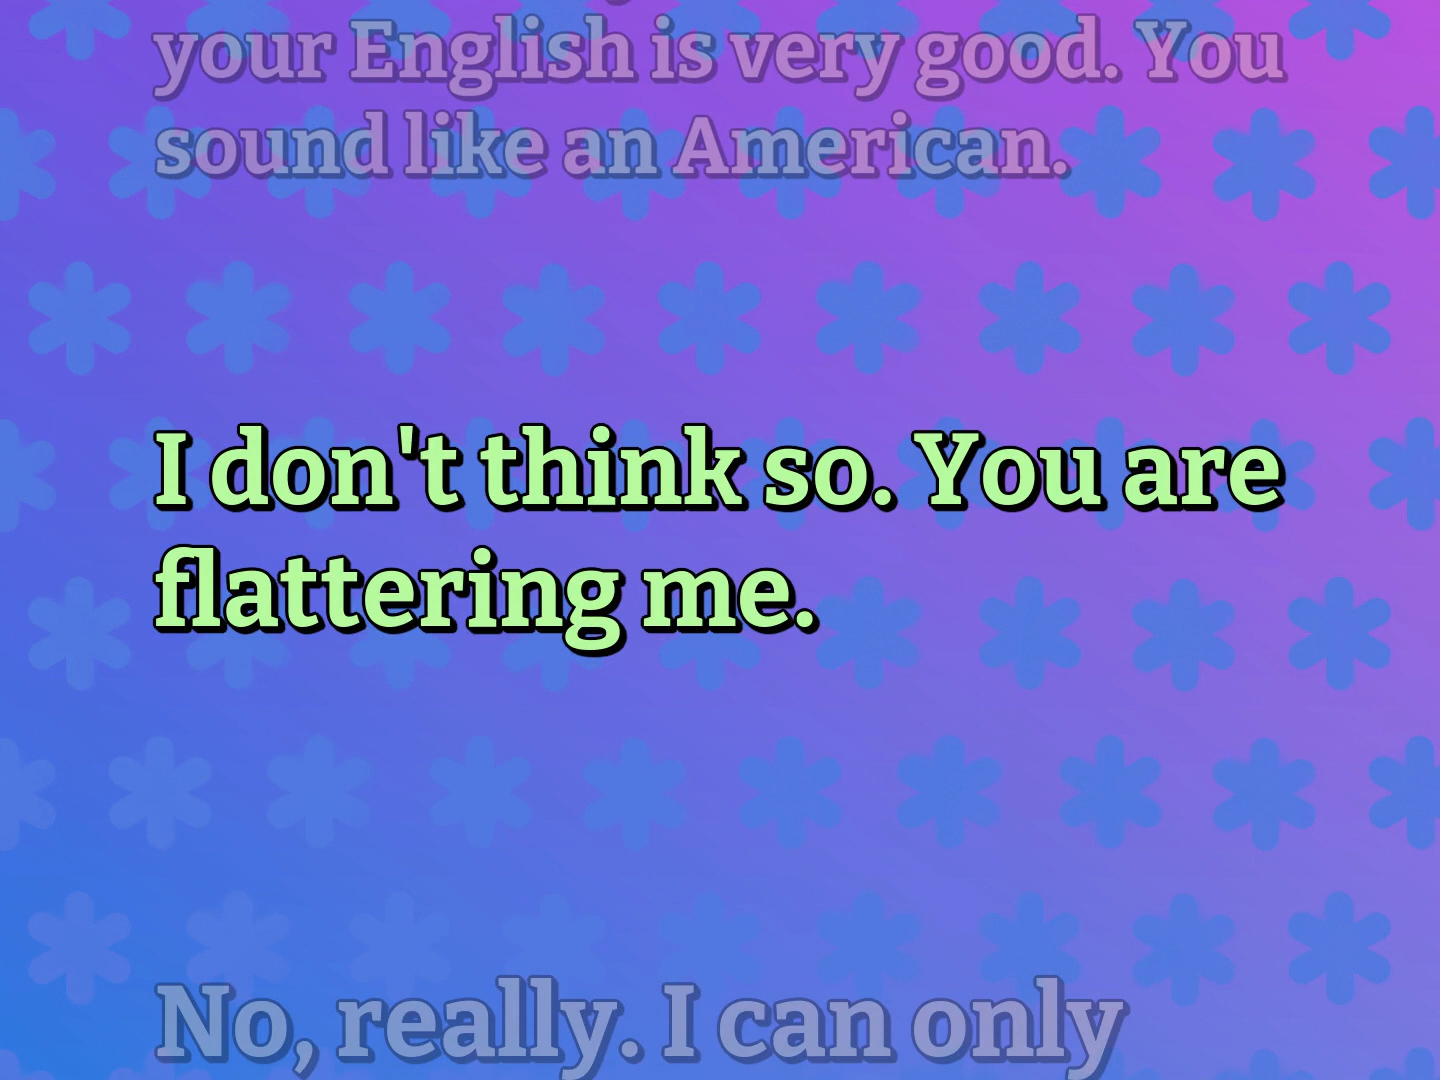 your English is very good. You
sound like an American.
I don't think so. You are
flattering me.
No, really. I can only